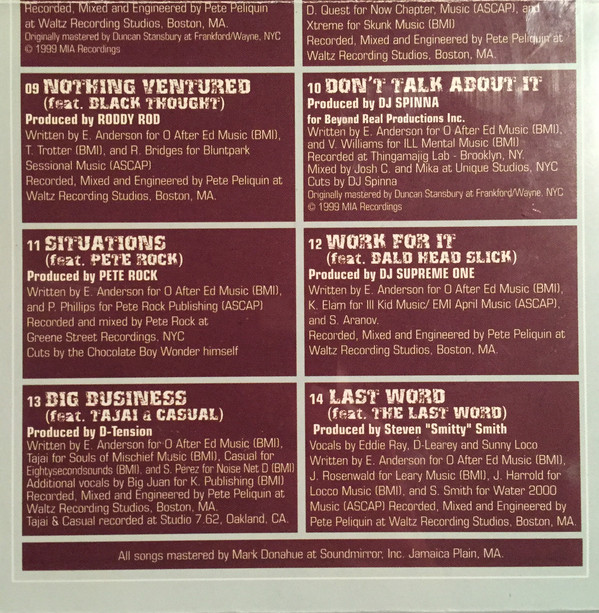 Recorded, Mixed and Engineered by Pete Peliquin
at Waltz Recording Studios, Boston, MA.
Originally mastered by Duncan Stansbury at Frankford/Wayne, NYC
© 1999 MIA Recordings
D. Quest for Now Chapter, Music (ASCAP), and
Xtreme for Skunk Music (BMI)
Recorded, Mixed and Engineered by Pete Peliquin at
Waltz Recording Studios, Boston, MA.
09 NOTHING VENTURED
(feat. BLACK THOUGHT)
Produced by RODDY ROD
Written by E. Anderson for O After Ed Music (BMI),
T. Trotter (BMI), and R. Bridges for Bluntpark
Sessional Music (ASCAP)
Recorded, Mixed and Engineered by Pete Peliquin at
Waltz Recording Studios, Boston, MA.
10 DON'T TALK ABOUT IT
Produced by DJ SPINNA
for Beyond Real Productions Inc.
Written by E. Anderson for O After Ed Music (BMI),
and V. Williams for ILL Mental Music (BMI)
Recorded at Thingamajig Lab - Brooklyn, NY.
Mixed by Josh C. and Mika at Unique Studios, NYC
Cuts by DJ Spinna
Originally mastered by Duncan Stansbury at Frankford/Wayne, NYC
© 1999 MIA Recordings
11 SITUATIONS
(feat. PETE ROCK)
Produced by PETE ROCK
Written by E. Anderson for O After Ed Music (BMI),
and P. Phillips for Pete Rock Publishing (ASCAP)
Recorded and mixed by Pete Rock at
Greene Street Recordings, NYC
Cuts by the Chocolate Boy Wonder himself
12 WORK FOR IT
(feat. BALD HEAD SLICK)
Produced by DJ SUPREME ONE
Written by E. Anderson for O After Ed Music (BMI),
K. Elam for Ill Kid Music/ EMI April Music (ASCAP),
and S. Aranov.
Recorded, Mixed and Engineered by Pete Peliquin at
Waltz Recording Studios, Boston, MA.
13 BIG BUSINESS
(feat. TAJAI & CASUAL)
Produced by D-Tension
Written by E. Anderson for O After Ed Music (BMI),
Tajai for Souls of Mischief Music (BMI), Casual for
Eightysecondsounds (BMI), and S. Perez for Noise Net D (BMI)
Additional vocals by Big Juan for K. Publishing (BMI)
Recorded, Mixed and Engineered by Pete Peliquin at
Waltz Recording Studios, Boston, MA.
Tajai & Casual recorded at Studio 7.62, Oakland, CA.
14 LAST WORD
(feat. THE LAST WORD)
Produced by Steven "Smitty" Smith
Vocals by Eddie Ray, D-Learey and Sunny Loco
Written by E. Anderson for O After Ed Music (BMI),
J. Rosenwald for Leary Music (BMI), J. Harrold for
Locco Music (BMI), and S. Smith for Water 2000
Music (ASCAP) Recorded, Mixed and Engineered by
Pete Peliquin at Waltz Recording Studios, Boston, MA.
All songs mastered by Mark Donahue at Soundmirror, Inc. Jamaica Plain, MA.